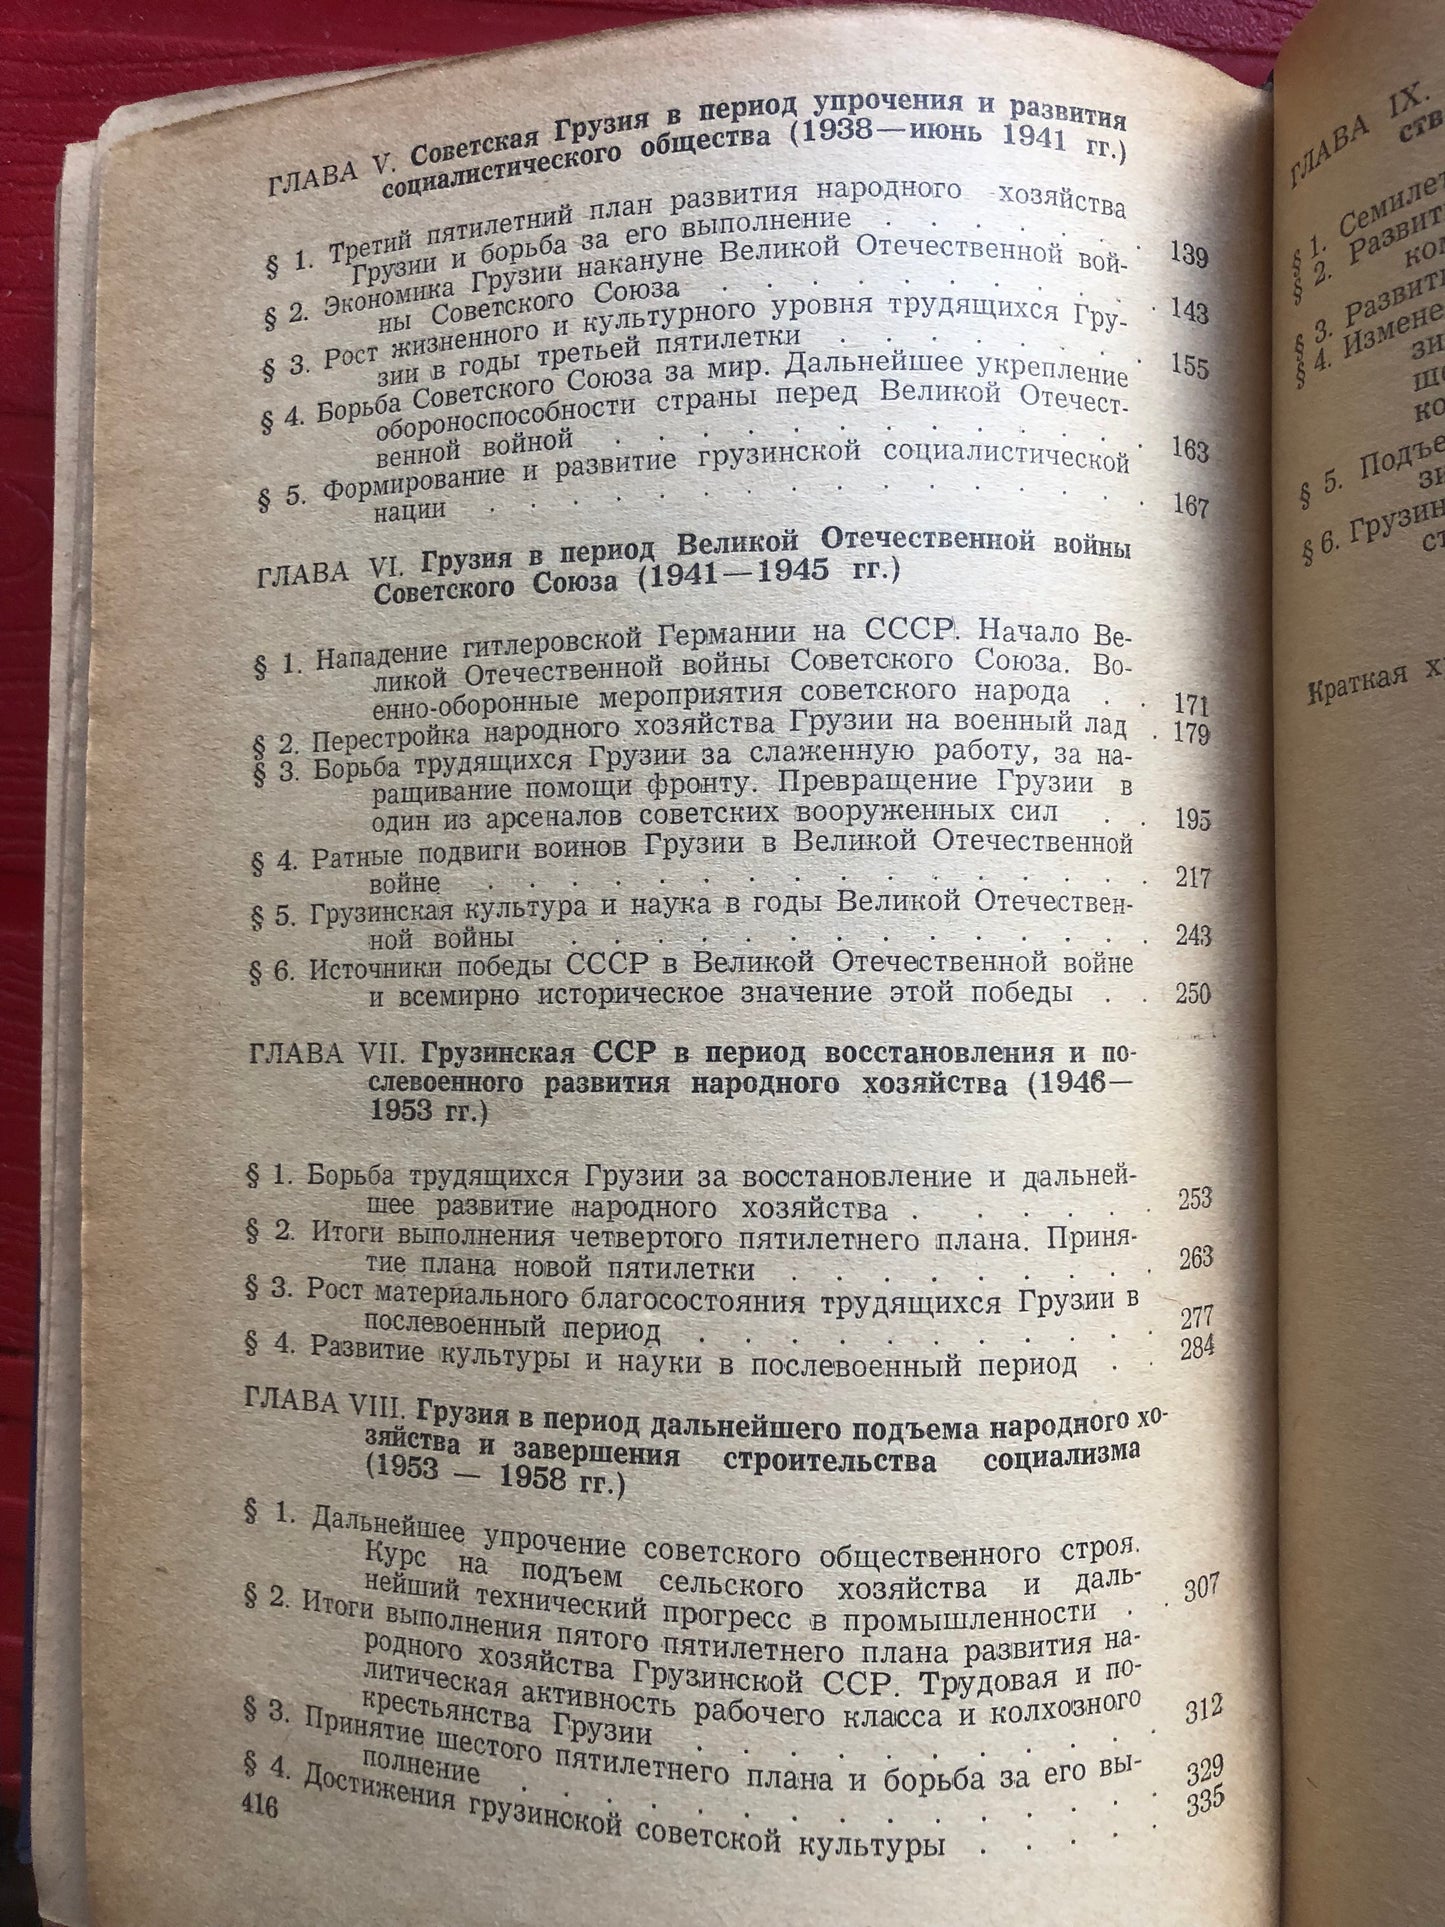 ГЛАВА V. Советская Грузия в период упрочения и развития
социалистического общества (1938—июнь 1941 гг.)
§ 1. Третий пятилетний план развития народного хозяйства
Грузии и борьба за его выполнение . . . . . . 139
§ 2. Экономика Грузии накануне Великой Отечественной вой-
ны Советского Союза . . . . . . . . 143
§ 3. Рост жизненного и культурного уровня трудящихся Гру-
зии в годы третьей пятилетки . . . . . . . 155
§ 4. Борьба Советского Союза за мир. Дальнейшее укрепление
обороноспособности страны перед Великой Отечест-
венной войной . . . . . . . . . . 163
§ 5. Формирование и развитие грузинской социалистической
нации . . . . . . . . . . . . 167
ГЛАВА VI. Грузия в период Великой Отечественной войны
Советского Союза (1941—1945 гг.)
§ 1. Нападение гитлеровской Германии на СССР. Начало Ве-
ликой Отечественной войны Советского Союза. Во-
енно-оборонные мероприятия советского народа . . 171
§ 2. Перестройка народного хозяйства Грузии на военный лад . 179
§ 3. Борьба трудящихся Грузии за слаженную работу, за на-
ращивание помощи фронту. Превращение Грузии в
один из арсеналов советских вооруженных сил . . 195
§ 4. Ратные подвиги воинов Грузии в Великой Отечественной
войне . . . . . . . . . . . . 217
§ 5. Грузинская культура и наука в годы Великой Отечествен-
ной войны . . . . . . . . . . . 243
§ 6. Источники победы СССР в Великой Отечественной войне
и всемирно историческое значение этой победы . . 250
ГЛАВА VII. Грузинская ССР в период восстановления и по-
слевоенного развития народного хозяйства (1946—
1953 гг.)
§ 1. Борьба трудящихся Грузии за восстановление и дальней-
шее развитие народного хозяйства . . . . . . 253
§ 2. Итоги выполнения четвертого пятилетнего плана. Приня-
тие плана новой пятилетки . . . . . . . . 263
§ 3. Рост материального благосостояния трудящихся Грузии в
послевоенный период . . . . . . . . . 277
§ 4. Развитие культуры и науки в послевоенный период . . 284
ГЛАВА VIII. Грузия в период дальнейшего подъема народного хо-
зяйства и завершения строительства социализма
(1953 — 1958 гг.)
§ 1. Дальнейшее упрочение советского общественного строя.
Курс на подъем сельского хозяйства и даль-
нейший технический прогресс в промышленности . . 307
§ 2. Итоги выполнения пятого пятилетнего плана развития на-
родного хозяйства Грузинской ССР. Трудовая и по-
литическая активность рабочего класса и колхозного
крестьянства Грузии . . . . . . . . . 312
§ 3. Принятие шестого пятилетнего плана и борьба за его вы-
полнение . . . . . . . . . . . 329
§ 4. Достижения грузинской советской культуры . . . . 335
416
ГЛАВА IX.
ств
§ 1. Семилет
§ 2. Развит
ком
§ 3. Развит
§ 4. Измене
зи
ше
ко
§ 5. Подъе
зи
§ 6. Грузин
ст
Краткая х